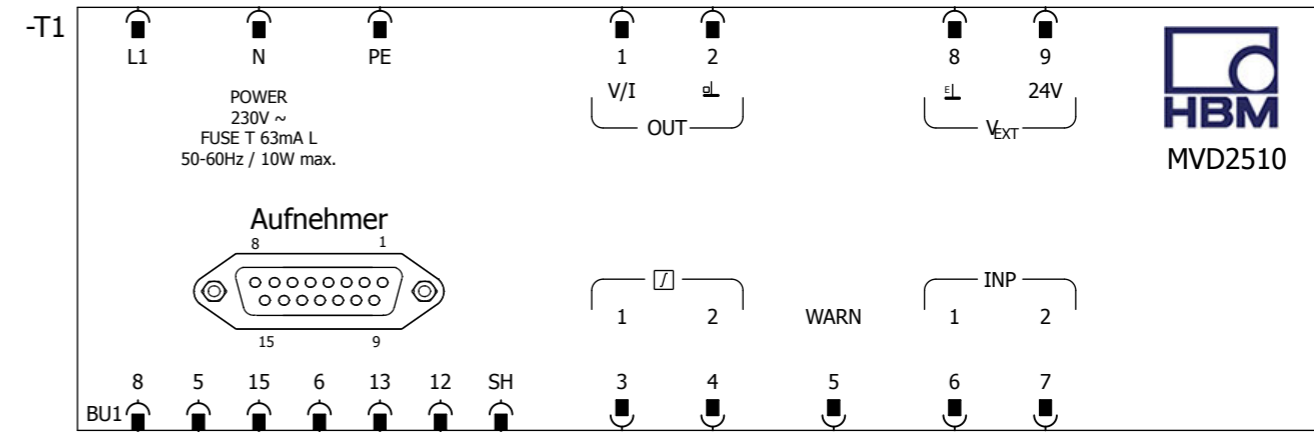 -T1
L1 N PE 1 2 8 9
V/I 24V
E
OUT VEXT
HBM
MVD2510
POWER
230V ~
FUSE T 63mA L
50-60Hz / 10W max.
Aufnehmer
8 1
15 9
INP
1 2 WARN 1 2
8 5 15 6 13 12 SH 3 4 5 6 7
BU1